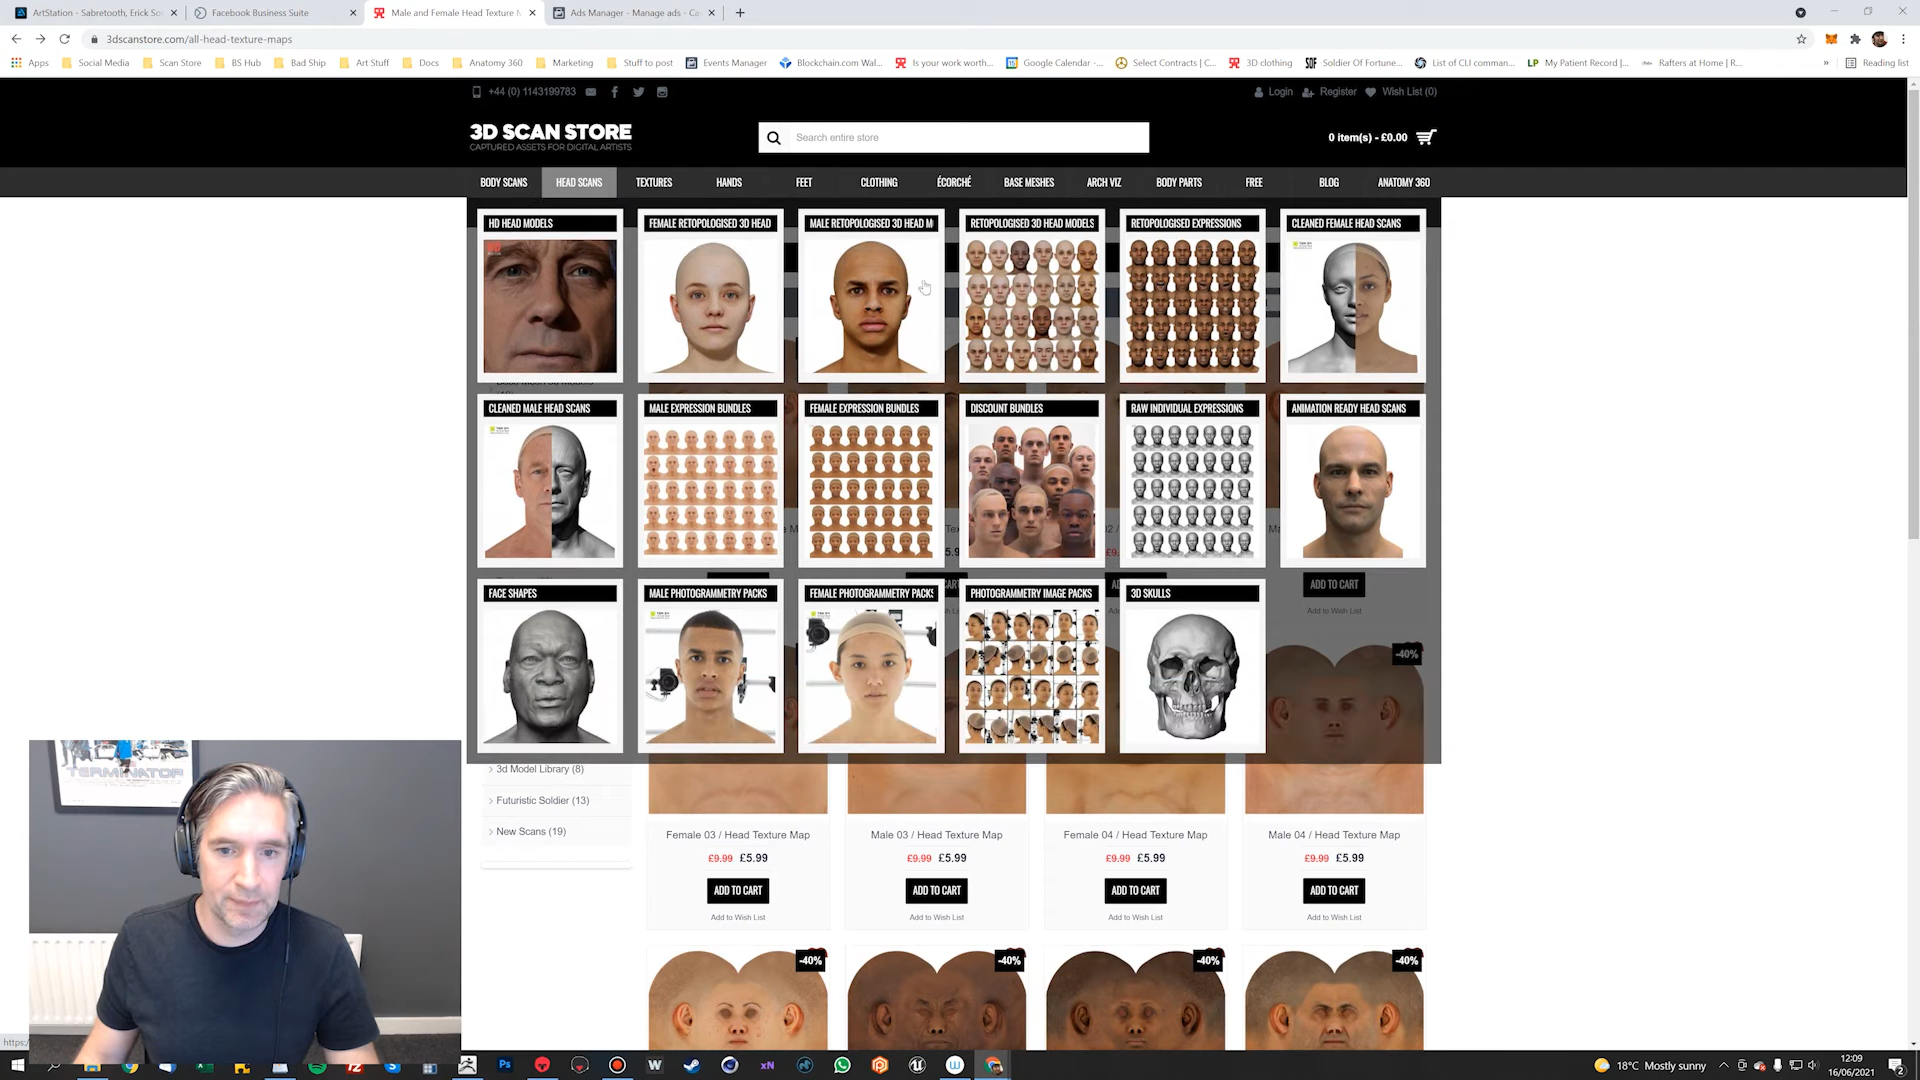 ArtStation - Sabretooth, Erick So
Facebook Business Suite
Male and Female Head Texture M
Ads Manager - Manage ads - Ca
3dscanstore.com/all-head-texture-maps
Apps
Social Media
Scan Store
BS Hub
Bad Ship
Art Stuff
Docs
Anatomy 360
Marketing
Stuff to post
Events Manager
Blockchain.com Wal...
Is your work worth...
Google Calendar -...
Select Contracts | C...
3D clothing
Soldier Of Fortune...
List of CLI comman...
LP My Patient Record |...
Rafters at Home | R...
»
Reading list
+44 (0) 1143199783
Login
Register
Wish List (0)
3D SCAN STORE
CAPTURED ASSETS FOR DIGITAL ARTISTS
Search entire store
0 item(s) - £0.00
BODY SCANS
HEAD SCANS
TEXTURES
HANDS
FEET
CLOTHING
ÉCORCHÉ
BASE MESHES
ARCH VIZ
BODY PARTS
FREE
BLOG
ANATOMY 360
HD HEAD MODELS
FEMALE RETOPOLOGISED 3D HEAD
MALE RETOPOLOGISED 3D HEAD M
RETOPOLOGISED 3D HEAD MODELS
RETOPOLOGISED EXPRESSIONS
CLEANED FEMALE HEAD SCANS
CLEANED MALE HEAD SCANS
MALE EXPRESSION BUNDLES
FEMALE EXPRESSION BUNDLES
DISCOUNT BUNDLES
RAW INDIVIDUAL EXPRESSIONS
ANIMATION READY HEAD SCANS
ADD TO CART
Add to Wish List
FACE SHAPES
MALE PHOTOGRAMMETRY PACKS
FEMALE PHOTOGRAMMETRY PACKS
PHOTOGRAMMETRY IMAGE PACKS
3D SKULLS
-40%
TERMINATOR
3d Model Library (8)
Futuristic Soldier (13)
New Scans (19)
Female 03 / Head Texture Map
£9.99 £5.99
ADD TO CART
Add to Wish List
Male 03 / Head Texture Map
£9.99 £5.99
ADD TO CART
Add to Wish List
Female 04 / Head Texture Map
£9.99 £5.99
ADD TO CART
Add to Wish List
Male 04 / Head Texture Map
£9.99 £5.99
ADD TO CART
Add to Wish List
-40%
-40%
-40%
-40%
https:
18°C Mostly sunny
12:09
16/06/2021